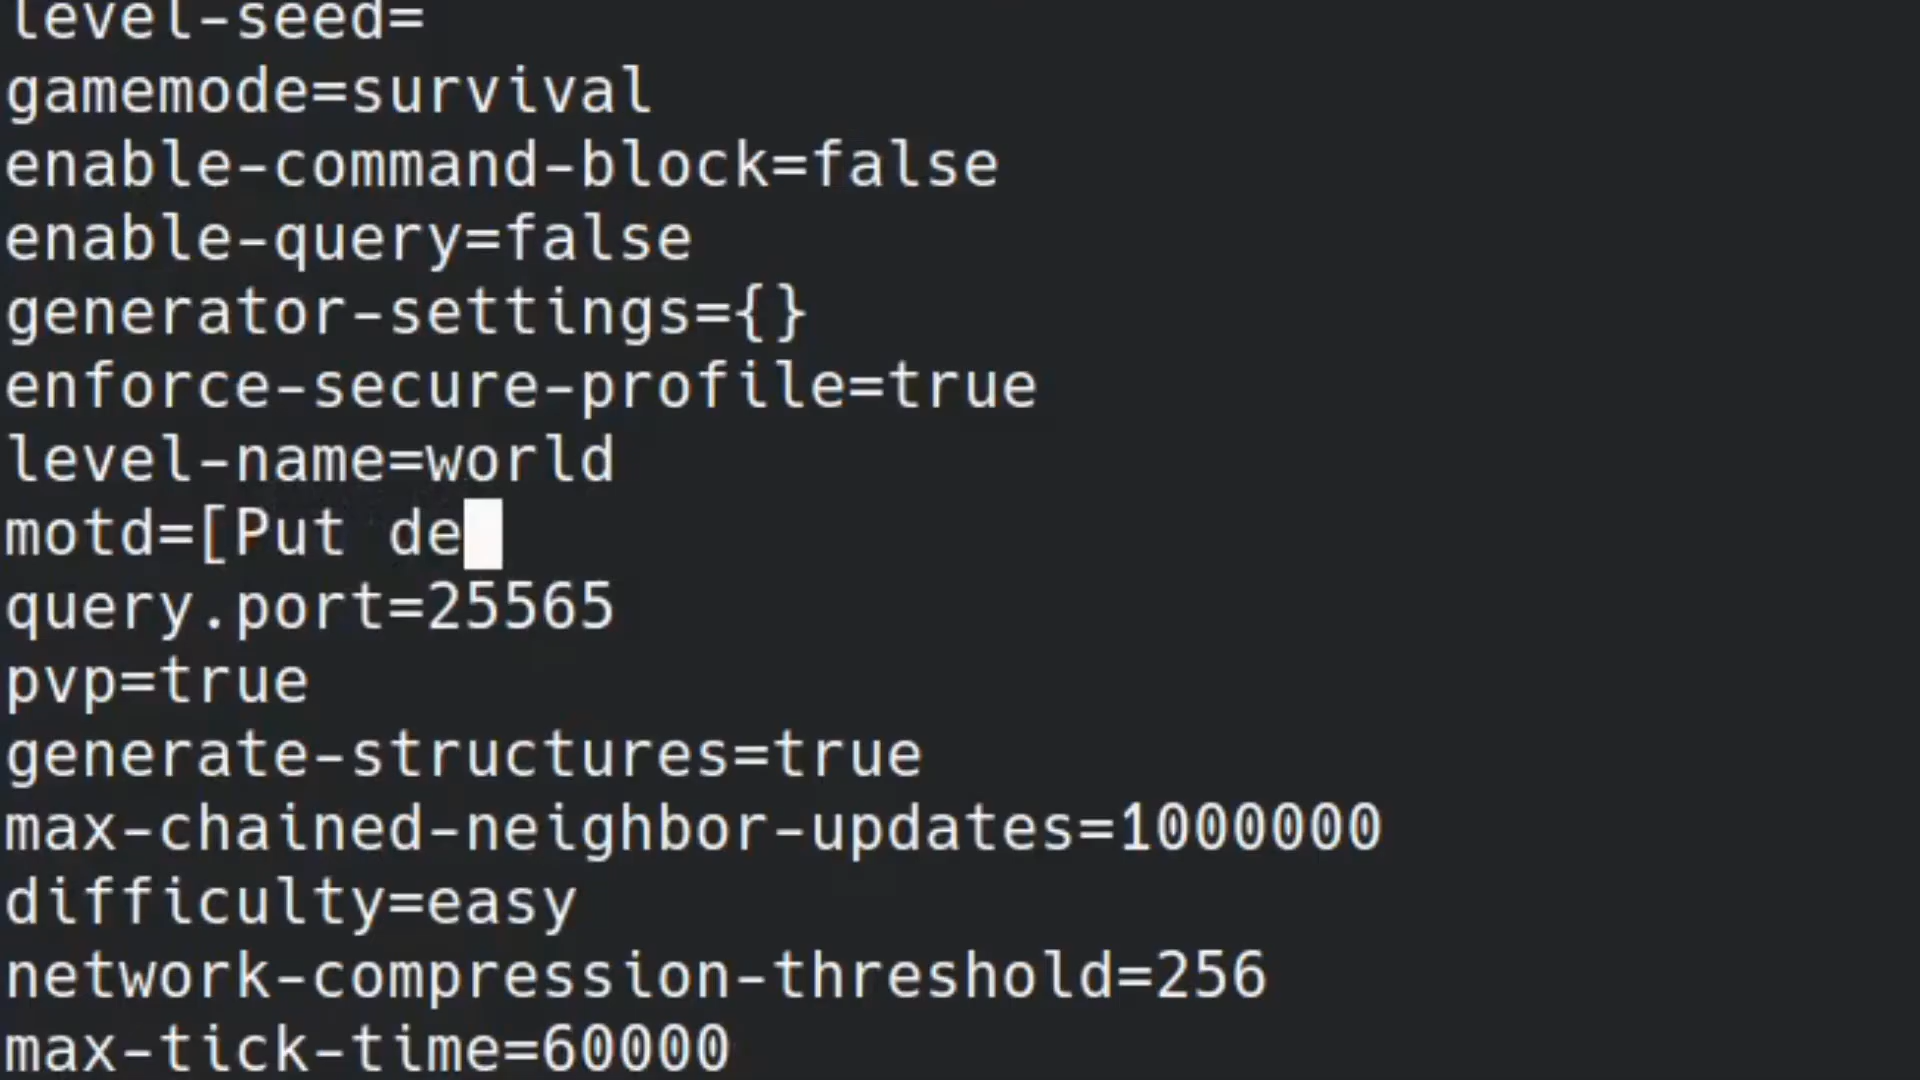 level-seed=
gamemode=survival
enable-command-block=false
enable-query=false
generator-settings={}
enforce-secure-profile=true
level-name=world
motd=[Put de
query.port=25565
pvp=true
generate-structures=true
max-chained-neighbor-updates=1000000
difficulty=easy
network-compression-threshold=256
max-tick-time=60000